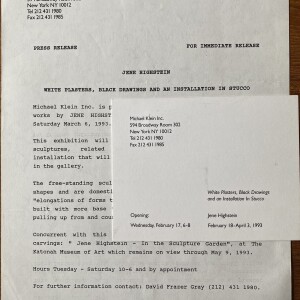 New York NY 10012
Tel 212 431 1980
Fax 212 431 1985
PRESS RELEASE
FOR IMMEDIATE RELEASE
JENE HIGHSTEIN
WHITE PLASTERS, BLACK DRAWINGS AND AN INSTALLATION IN STUCCO
Michael Klein Inc. is
works by JENE
Saturday March 6, 1993.
This exhibition will
sculptures, related
installation that will
in the gallery.
The free-standing
shapes and are
"elongations of forms
built with more base
pulling up from and
Concurrent with this
carvings: " Jene Highstein - In the Sculpture Garden", at The
Katonah Museum of Art which remains on view through May 9, 1993.
Hours Tuesday - Saturday 10-6 and by appointment
For further information contact: David Fraser Gray (212) 431 1980
Michael Klein Inc.
594 Broadway Room 302
New York NY 10012
Tel 212 431 1980
Fax 212 431 1985
White Plasters, Black Drawings
and an Installation in Stucco
Opening:
Jene Highstein
Wednesday, February 17, 6-8
February 18-April 3, 1993